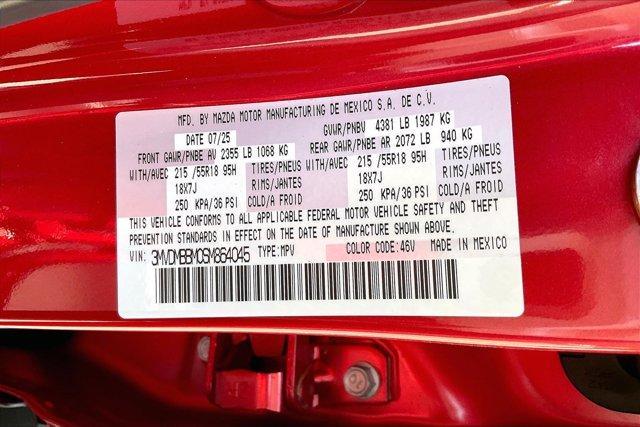 MFD. BY MAZDA MOTOR MANUFACTURING DE MEXICO S.A. DE C.V.
DATE 07/25 GVWR/PNBV 4381 LB 1987 KG
FRONT GAWR/PNBE AV 2355 LB 1068 KG REAR GAWR/PNBE AR 2072 LB 940 KG
WITH/AVEC 215 /55R18 95H TIRES/PNEUS WITH/AVEC 215 /55R18 95H TIRES/PNEUS
18X7J RIMS/JANTES 18X7J RIMS/JANTES
250 KPA/36 PSI COLD/A FROID 250 KPA/36 PSI COLD/A FROID
THIS VEHICLE CONFORMS TO ALL APPLICABLE FEDERAL MOTOR VEHICLE SAFETY AND THEFT
PREVENTION STANDARDS IN EFFECT ON THE DATE OF MANUFACTURE SHOWN ABOVE.
VIN: 3MVDMBBM0SM864045 TYPE:MPV COLOR CODE:46V MADE IN MEXICO